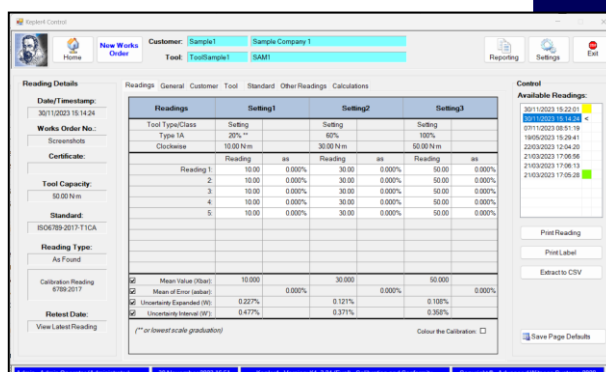 Kepler4 Control
Home
New Works Order
Customer: Sample1 Sample Company 1
Tool: ToolSample1 SAM1
Reporting
Settings
Exit
Reading Details
Date/Timestamp:
30/11/2023 15:14:24
Works Order No.:
Screenshots
Certificate:
Tool Capacity:
50.00 N·m
Standard:
ISO6789-2017-T1CA
Reading Type:
As Found
Calibration Reading
6789:2017
Retest Date:
View Latest Reading
Readings General Customer Tool Standard Other Readings Calculations
Readings Setting1 Setting2 Setting3
Tool Type/Class Setting Setting Setting
Type 1A 20% ** 60% 100%
Clockwise 10.00 N·m 30.00 N·m 50.00 N·m
Reading as Reading as Reading as
Reading 1: 10.00 0.000% 30.00 0.000% 50.00 0.000%
2: 10.00 0.000% 30.00 0.000% 50.00 0.000%
3: 10.00 0.000% 30.00 0.000% 50.00 0.000%
4: 10.00 0.000% 30.00 0.000% 50.00 0.000%
5: 10.00 0.000% 30.00 0.000% 50.00 0.000%
Mean Value (Xbar): 10.000 30.000 50.000
Mean of Error (asbar): 0.000% 0.000% 0.000%
Uncertainty Expanded (W): 0.227% 0.121% 0.108%
Uncertainty Interval (W'): 0.477% 0.371% 0.358%
(** or lowest scale graduation)
Colour the Calibration:
Control
Available Readings:
30/11/2023 15:22:01
30/11/2023 15:14:24 <
07/11/2023 08:51:19
19/05/2023 15:29:41
22/03/2023 12:04:20
21/03/2023 17:06:56
21/03/2023 17:06:13
21/03/2023 17:05:28
Print Reading
Print Label
Extract to CSV
Save Page Defaults